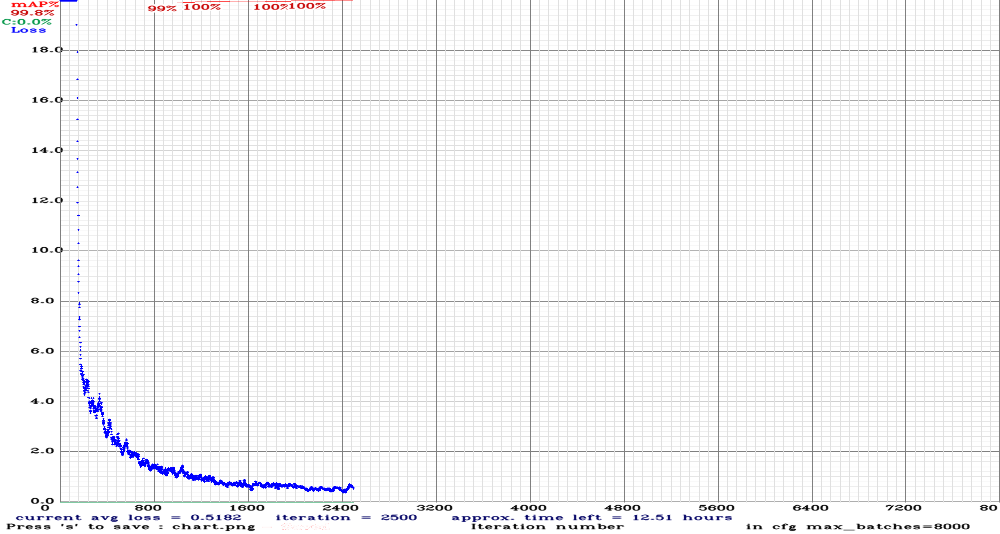 mAP%
99.8%
C:0.0%
Loss
99% 100% 100% 100%
18.0
16.0
14.0
12.0
10.0
8.0
6.0
4.0
2.0
0.0
0 800 1600 2400 3200 4000 4800 5600 6400 7200 80
current avg loss = 0.5182 iteration = 2500 approx. time left = 12.51 hours
Press 's' to save : chart.png Iteration number in cfg max_batches=8000